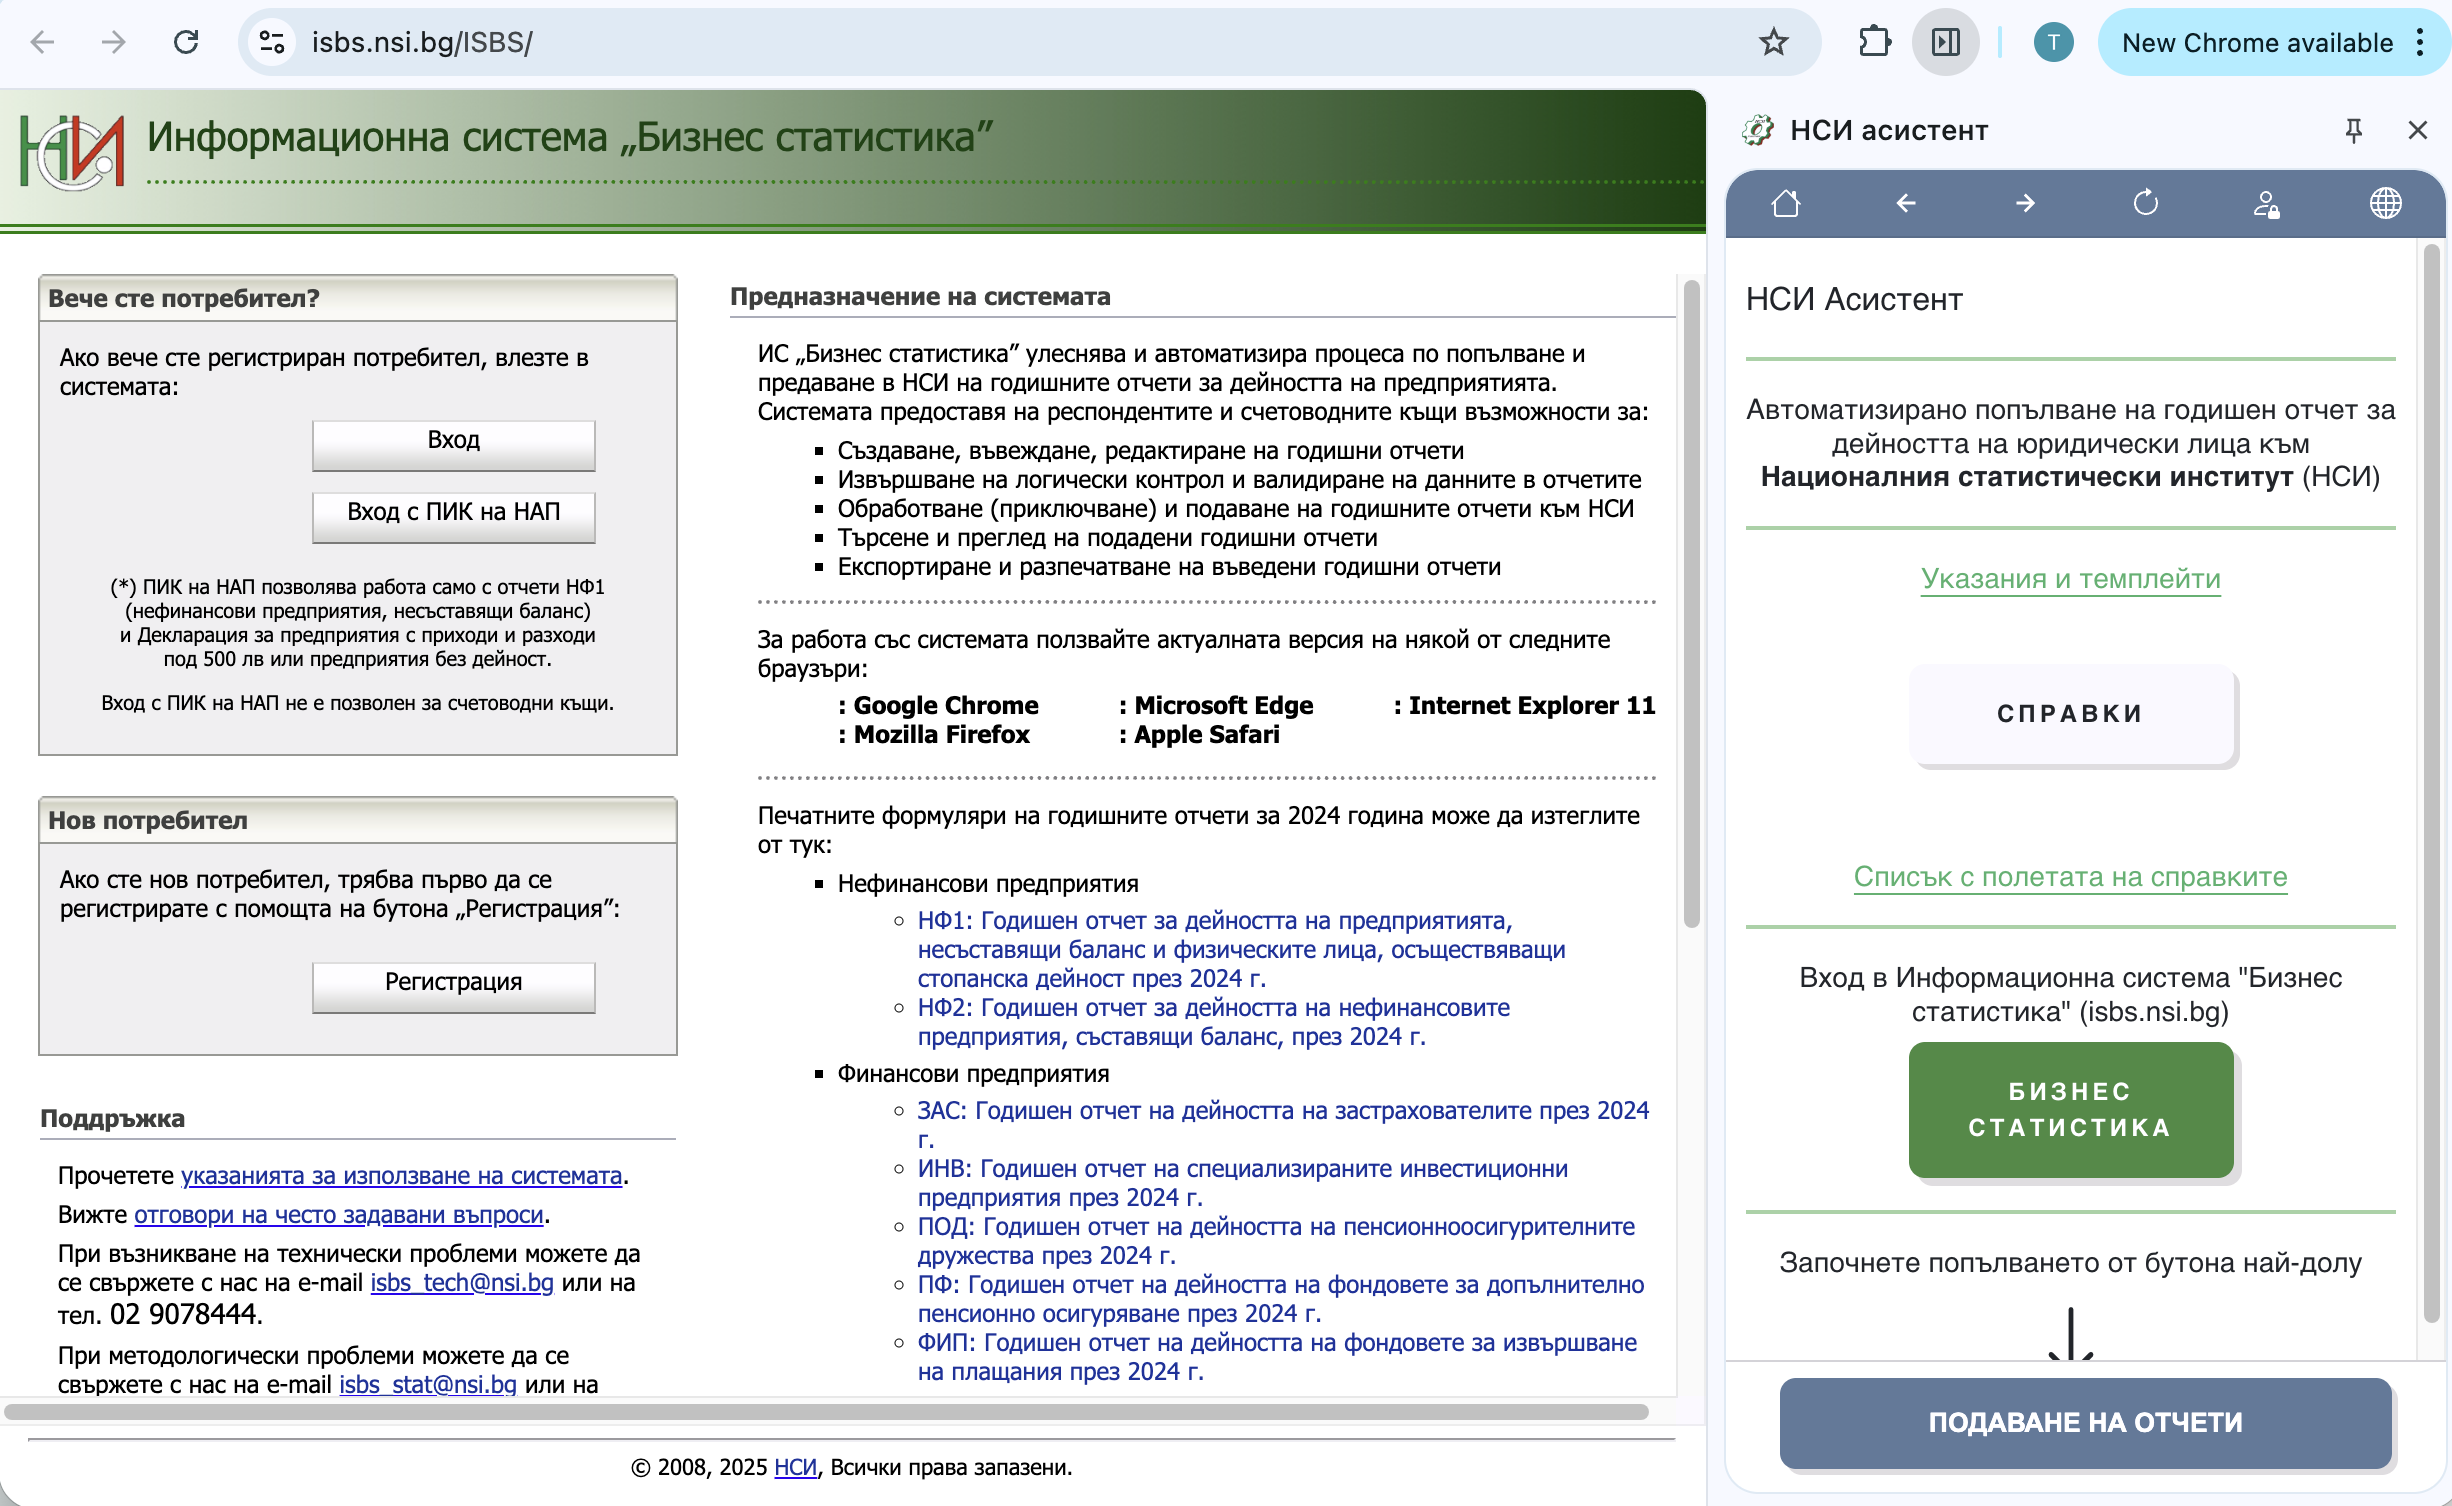 isbs.nsi.bg/ISBS/
T
New Chrome available
НСИ
Информационна система „Бизнес статистика”
Вече сте потребител?
Ако вече сте регистриран потребител, влезте в
системата:
Вход
Вход с ПИК на НАП
(*) ПИК на НАП позволява работа само с отчети НФ1
(нефинансови предприятия, несъставящи баланс)
и Декларация за предприятия с приходи и разходи
под 500 лв или предприятия без дейност.
Вход с ПИК на НАП не е позволен за счетоводни къщи.
Нов потребител
Ако сте нов потребител, трябва първо да се
регистрирате с помощта на бутона „Регистрация”:
Регистрация
Поддръжка
Прочетете указанията за използване на системата.
Вижте отговори на често задавани въпроси.
При възникване на технически проблеми можете да
се свържете с нас на e-mail isbs_tech@nsi.bg или на
тел. 02 9078444.
При методологически проблеми можете да се
свържете с нас на e-mail isbs_stat@nsi.bg или на
Предназначение на системата
ИС „Бизнес статистика” улеснява и автоматизира процеса по попълване и
предаване в НСИ на годишните отчети за дейността на предприятията.
Системата предоставя на респондентите и счетоводните къщи възможности за:
Създаване, въвеждане, редактиране на годишни отчети
Извършване на логически контрол и валидиране на данните в отчетите
Обработване (приключване) и подаване на годишните отчети към НСИ
Търсене и преглед на подадени годишни отчети
Експортиране и разпечатване на въведени годишни отчети
За работа със системата ползвайте актуалната версия на някой от следните
браузъри:
: Google Chrome : Microsoft Edge : Internet Explorer 11
: Mozilla Firefox : Apple Safari
Печатните формуляри на годишните отчети за 2024 година може да изтеглите
от тук:
Нефинансови предприятия
НФ1: Годишен отчет за дейността на предприятията,
несъставящи баланс и физическите лица, осъществяващи
стопанска дейност през 2024 г.
НФ2: Годишен отчет за дейността на нефинансовите
предприятия, съставящи баланс, през 2024 г.
Финансови предприятия
ЗАС: Годишен отчет на дейността на застрахователите през 2024
г.
ИНВ: Годишен отчет на специализираните инвестиционни
предприятия през 2024 г.
ПОД: Годишен отчет на дейността на пенсионноосигурителните
дружества през 2024 г.
ПФ: Годишен отчет на дейността на фондовете за допълнително
пенсионно осигуряване през 2024 г.
ФИП: Годишен отчет на дейността на фондовете за извършване
на плащания през 2024 г.
© 2008, 2025 НСИ, Всички права запазени.
НСИ асистент
НСИ Асистент
Автоматизирано попълване на годишен отчет за
дейността на юридически лица към
Националния статистически институт (НСИ)
Указания и темплейти
СПРАВКИ
Списък с полетата на справките
Вход в Информационна система "Бизнес
статистика" (isbs.nsi.bg)
БИЗНЕС
СТАТИСТИКА
Започнете попълването от бутона най-долу
ПОДАВАНЕ НА ОТЧЕТИ